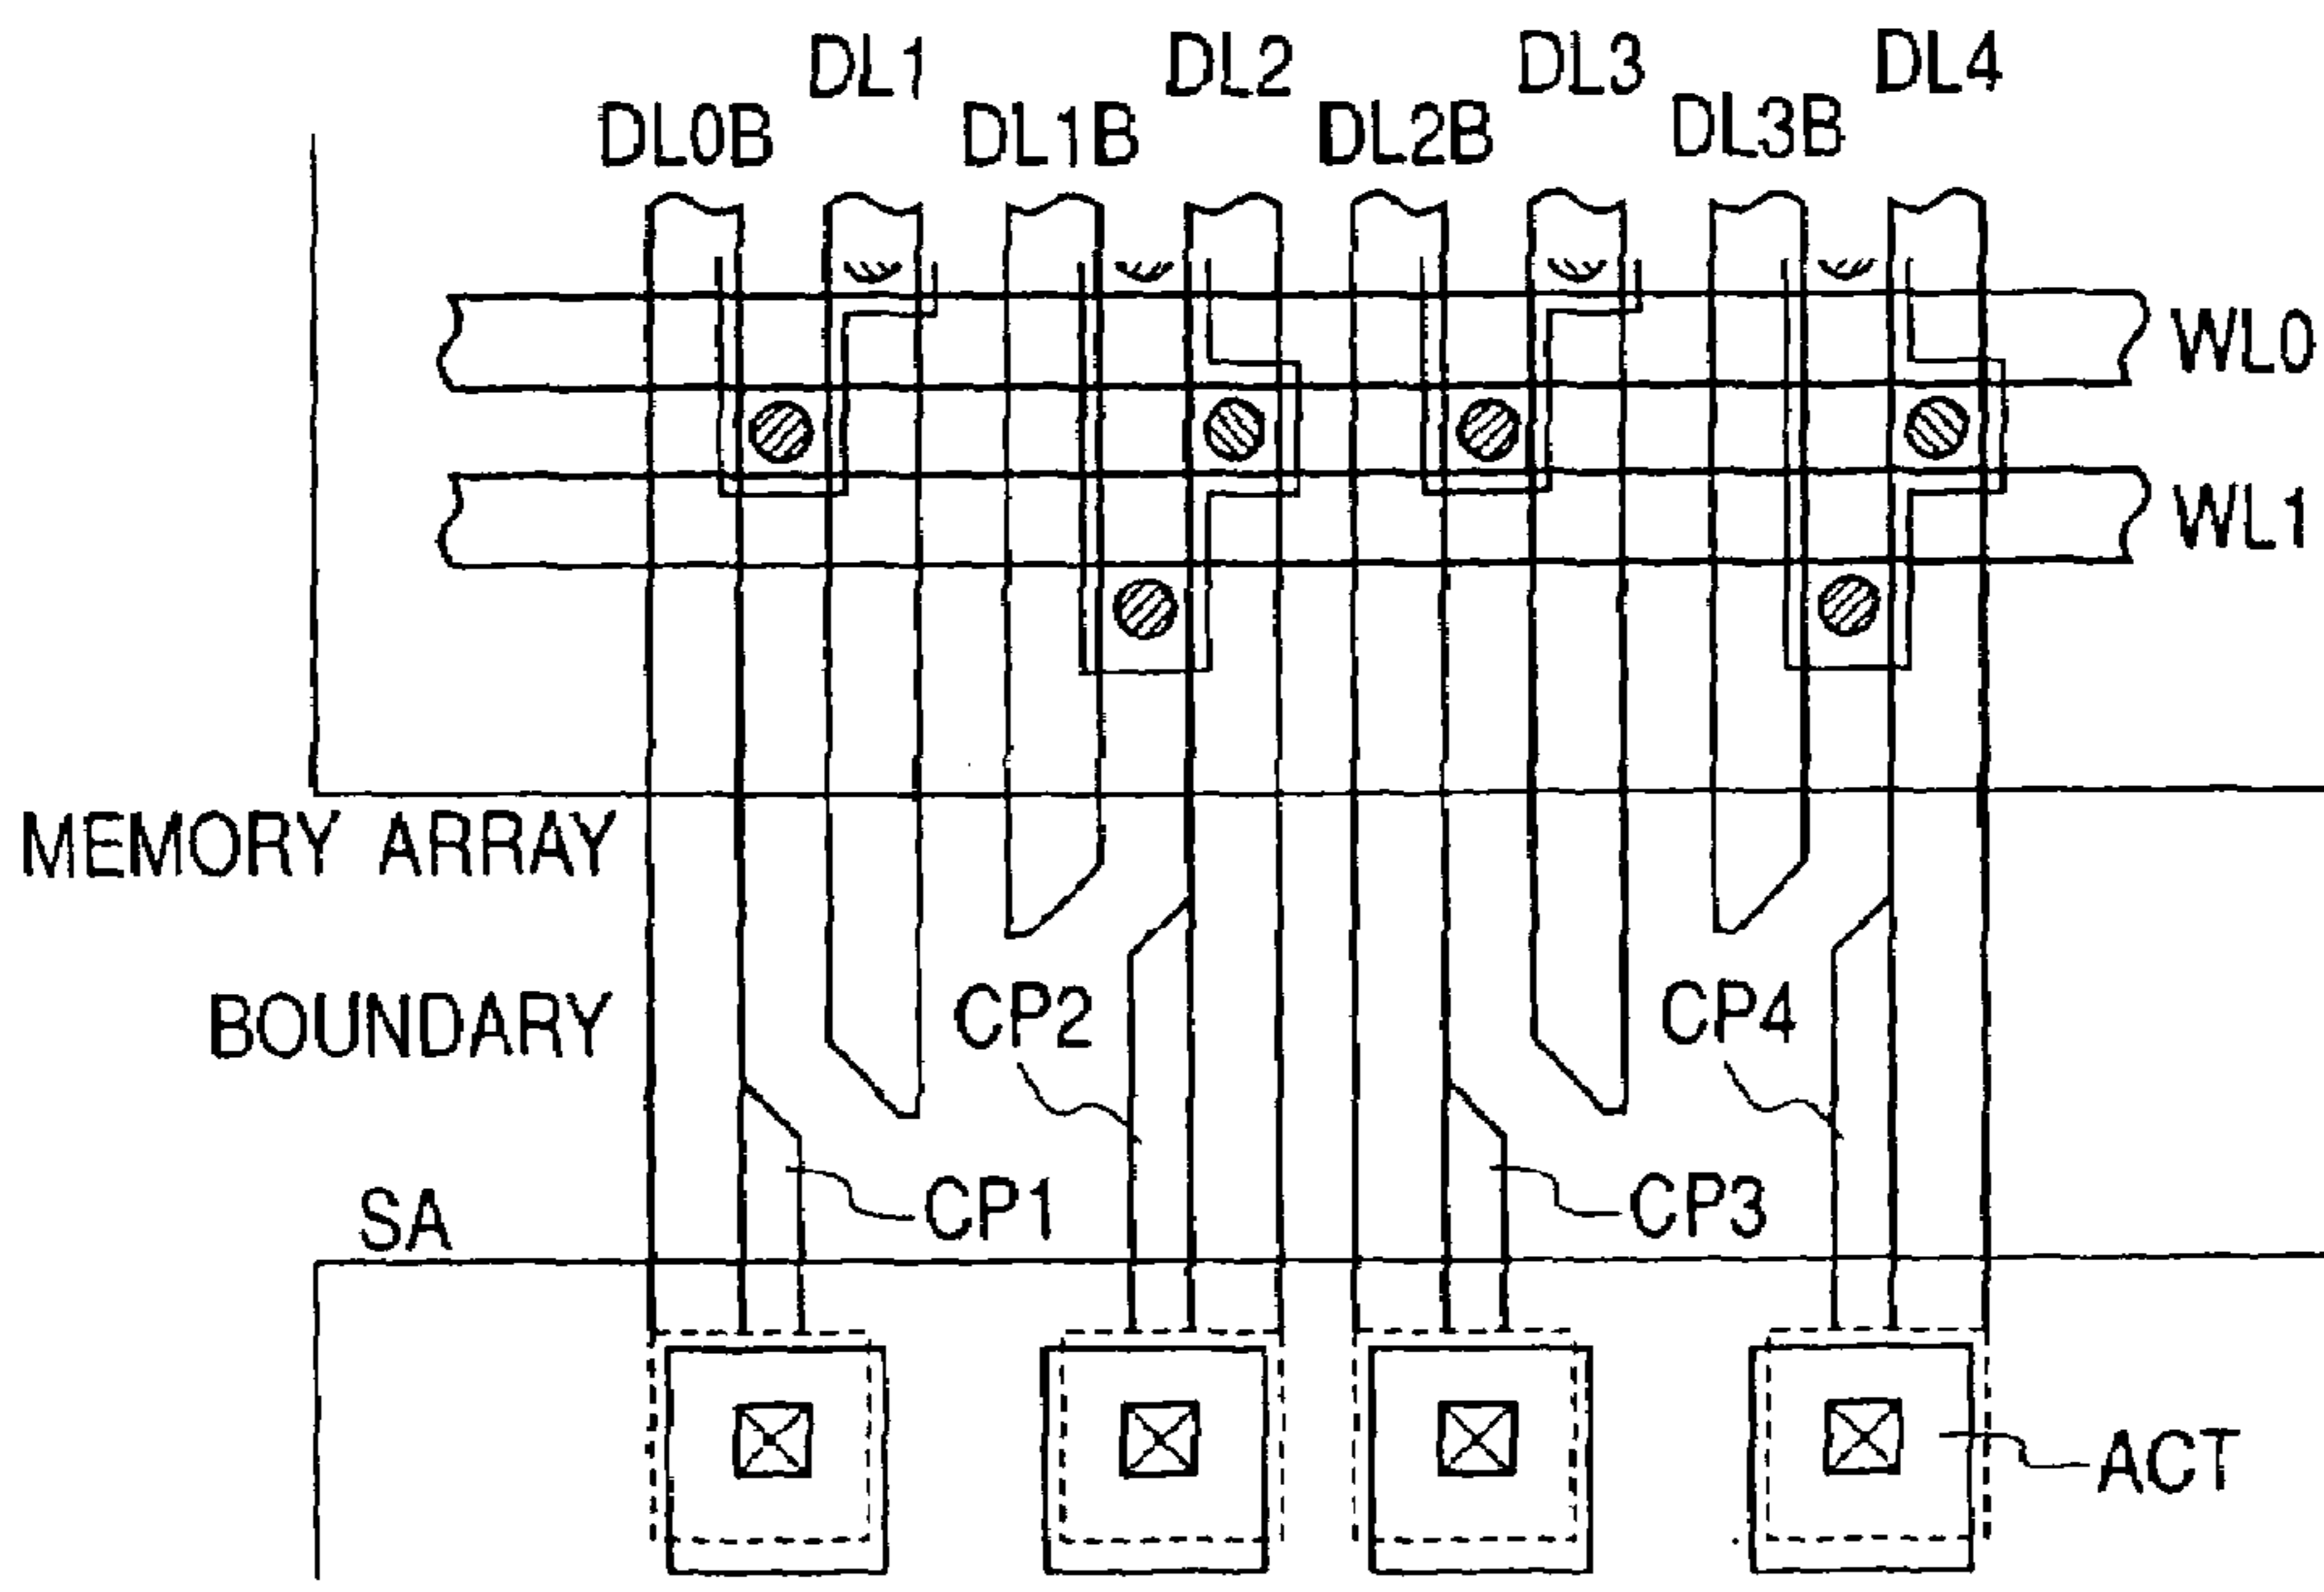 DL1 DL2 DL3 DL4
DL0B DL1B DL2B DL3B
WL0
WL1
MEMORY ARRAY
BOUNDARY
CP2 CP4
SA
CP1 CP3
ACT